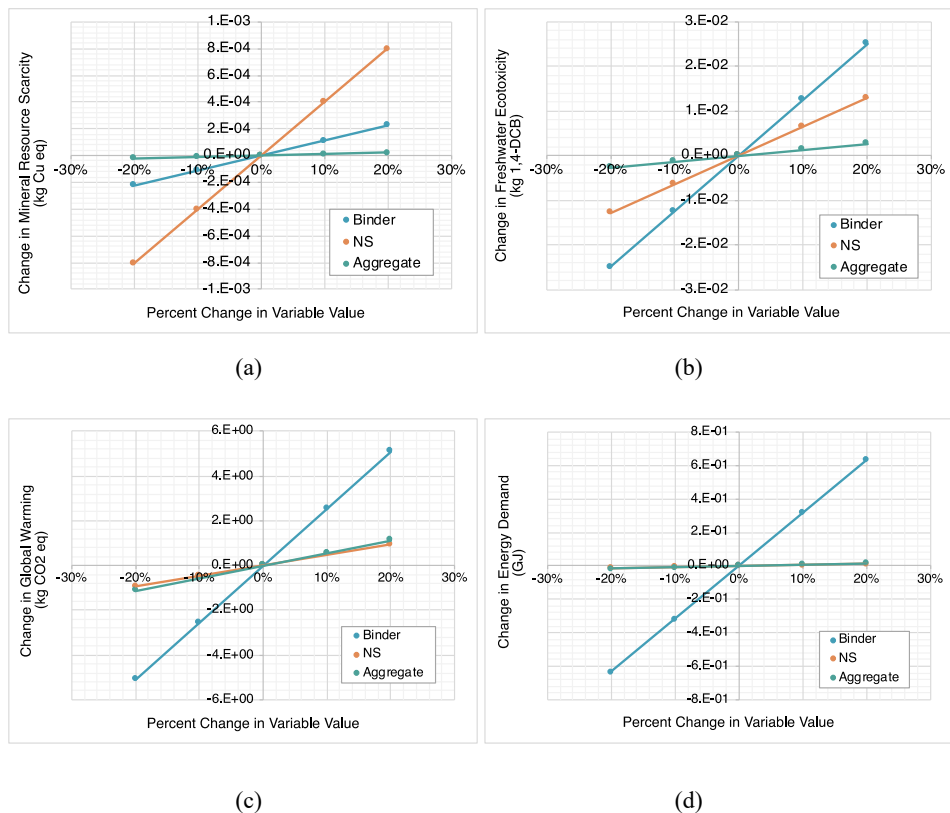 1.E-03
8.E-04
6.E-04
4.E-04
2.E-04
0.E+00
-30% -20% -10% 0% 10% 20% 30%
-2.E-04
-4.E-04
-6.E-04
-8.E-04
-1.E-03
Change in Mineral Resource Scarcity
(kg Cu eq)
Binder
NS
Aggregate
Percent Change in Variable Value
(a)
3.E-02
2.E-02
1.E-02
0.E+00
-30% -20% -10% 0% 10% 20% 30%
-1.E-02
-2.E-02
-3.E-02
Change in Freshwater Ecotoxicity
(kg 1,4-DCB)
Binder
NS
Aggregate
Percent Change in Variable Value
(b)
6.E+00
4.E+00
2.E+00
0.E+00
-30% -20% -10% 0% 10% 20% 30%
-2.E+00
-4.E+00
-6.E+00
Change in Global Warming
(kg CO2 eq)
Binder
NS
Aggregate
Percent Change in Variable Value
(c)
8.E-01
6.E-01
4.E-01
2.E-01
0.E+00
-30% -20% -10% 0% 10% 20% 30%
-2.E-01
-4.E-01
-6.E-01
-8.E-01
Change in Energy Demand
(GJ)
Binder
NS
Aggregate
Percent Change in Variable Value
(d)